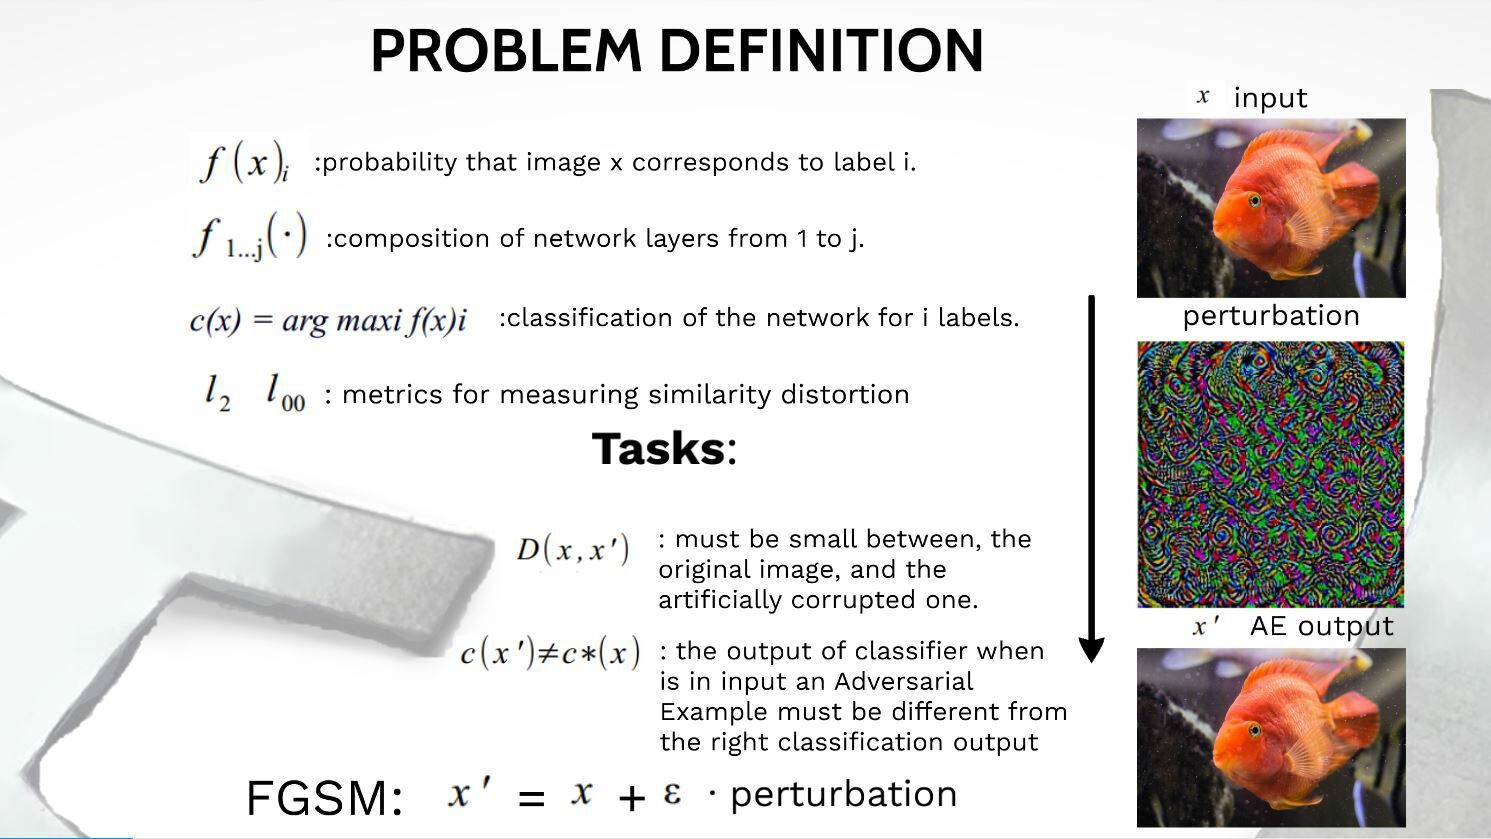 PROBLEM DEFINITION
f(x)i :probability that image x corresponds to label i.
f 1...j(·) :composition of network layers from 1 to j.
c(x) = arg maxi f(x)i :classification of the network for i labels.
l2 l00 : metrics for measuring similarity distortion
Tasks:
D(x,x') : must be small between, the
original image, and the
artificially corrupted one.
c(x')≠c*(x) : the output of classifier when
is in input an Adversarial
Example must be different from
the right classification output
FGSM: x' = x + ε · perturbation
x input
perturbation
x' AE output